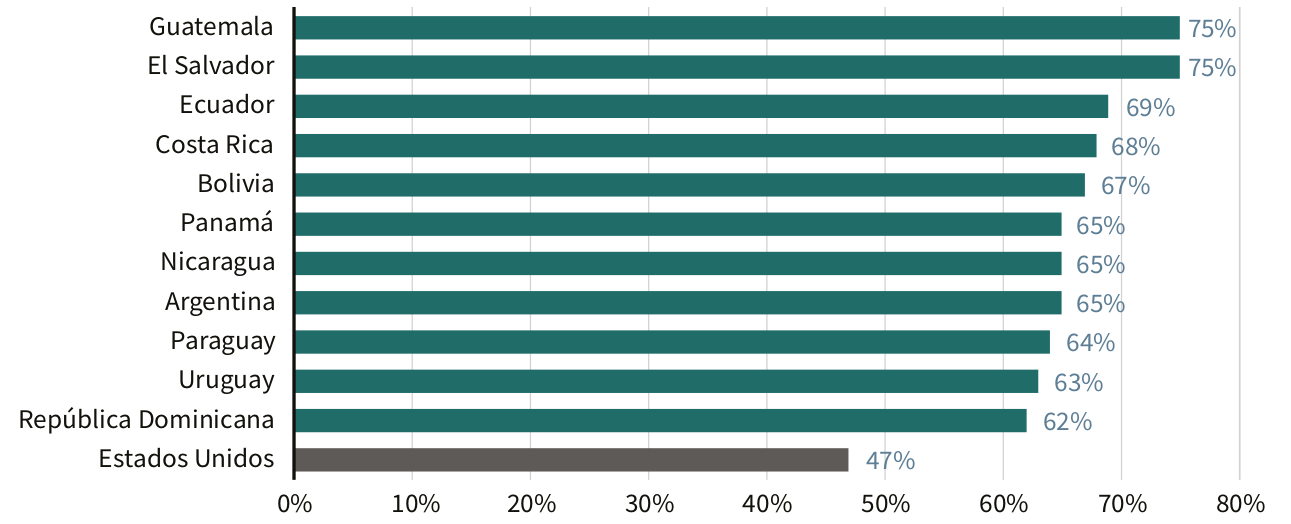 Guatemala 75%
El Salvador 75%
Ecuador 69%
Costa Rica 68%
Bolivia 67%
Panamá 65%
Nicaragua 65%
Argentina 65%
Paraguay 64%
Uruguay 63%
República Dominicana 62%
Estados Unidos 47%
0% 10% 20% 30% 40% 50% 60% 70% 80%